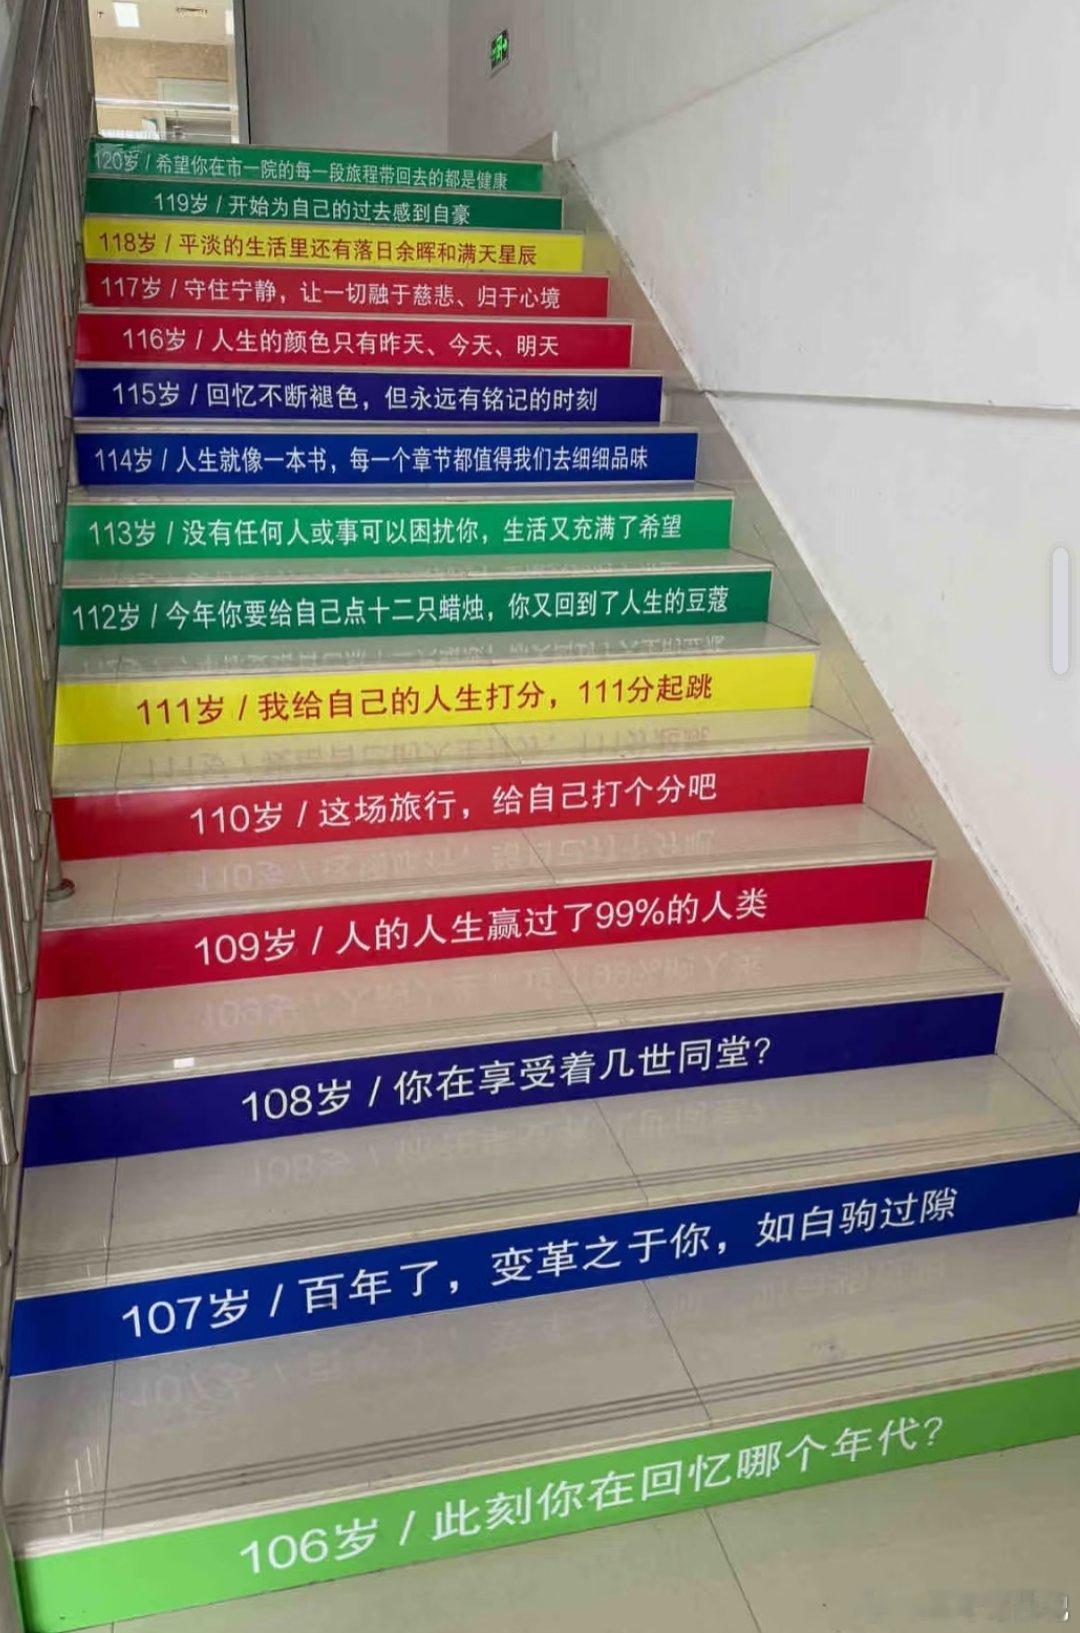 120岁 / 希望你在市一院的每一段旅程带回去的都是健康
119岁 / 开始为自己的过去感到自豪
118岁 / 平淡的生活里还有落日余晖和满天星辰
117岁 / 守住宁静，让一切融于慈悲、归于心境
116岁 / 人生的颜色只有昨天、今天、明天
115岁 / 回忆不断褪色，但永远有铭记的时刻
114岁 / 人生就像一本书，每一个章节都值得我们去细细品味
113岁 / 没有任何人或事可以困扰你，生活又充满了希望
112岁 / 今年你要给自己点十二只蜡烛，你又回到了人生的豆蔻
111岁 / 我给自己的人生打分，111分起跳
110岁 / 这场旅行，给自己打个分吧
109岁 / 人的人生赢过了99%的人类
108岁 / 你在享受着几世同堂？
107岁 / 百年了，变革之于你，如白驹过隙
106岁 / 此刻你在回忆哪个年代？